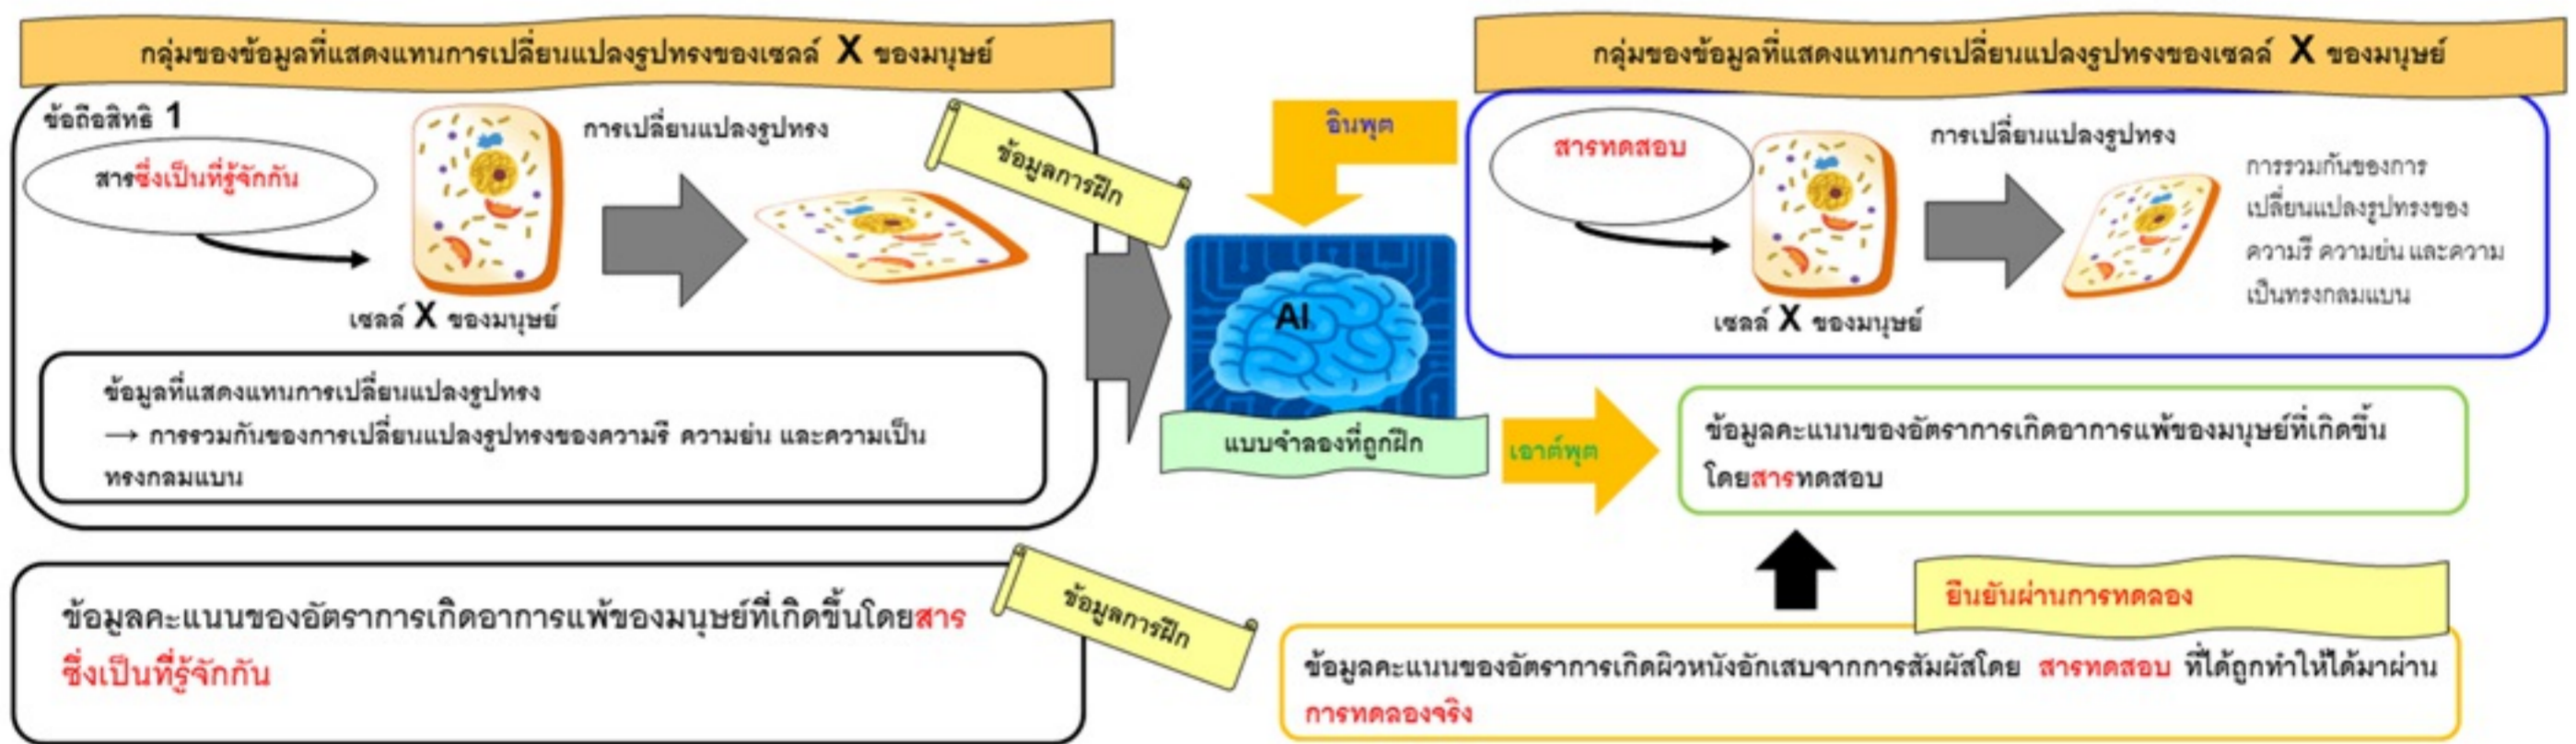 กลุ่มของข้อมูลที่แสดงแทนการเปลี่ยนแปลงรูปทรงของเซลล์ X ของมนุษย์
ข้อถือสิทธิ 1
สารซึ่งเป็นที่รู้จักกัน
การเปลี่ยนแปลงรูปทรง
ข้อมูลการฝึก
เซลล์ X ของมนุษย์
ข้อมูลที่แสดงแทนการเปลี่ยนแปลงรูปทรง
→ การรวมกันของการเปลี่ยนแปลงรูปทรงของความรี ความย่น และความเป็น
ทรงกลมแบน
ข้อมูลคะแนนของอัตราการเกิดอาการแพ้ของมนุษย์ที่เกิดขึ้นโดยสาร
ซึ่งเป็นที่รู้จักกัน
ข้อมูลการฝึก
อินพุต
AI
แบบจำลองที่ถูกฝึก
เอาต์พุต
กลุ่มของข้อมูลที่แสดงแทนการเปลี่ยนแปลงรูปทรงของเซลล์ X ของมนุษย์
สารทดสอบ
การเปลี่ยนแปลงรูปทรง
เซลล์ X ของมนุษย์
การรวมกันของการ
เปลี่ยนแปลงรูปทรงของ
ความรี ความย่น และความ
เป็นทรงกลมแบน
ข้อมูลคะแนนของอัตราการเกิดอาการแพ้ของมนุษย์ที่เกิดขึ้น
โดยสารทดสอบ
ยืนยันผ่านการทดลอง
ข้อมูลคะแนนของอัตราการเกิดผิวหนังอักเสบจากการสัมผัสโดย สารทดสอบ ที่ได้ถูกทำให้ได้มาผ่าน
การทดลองจริง